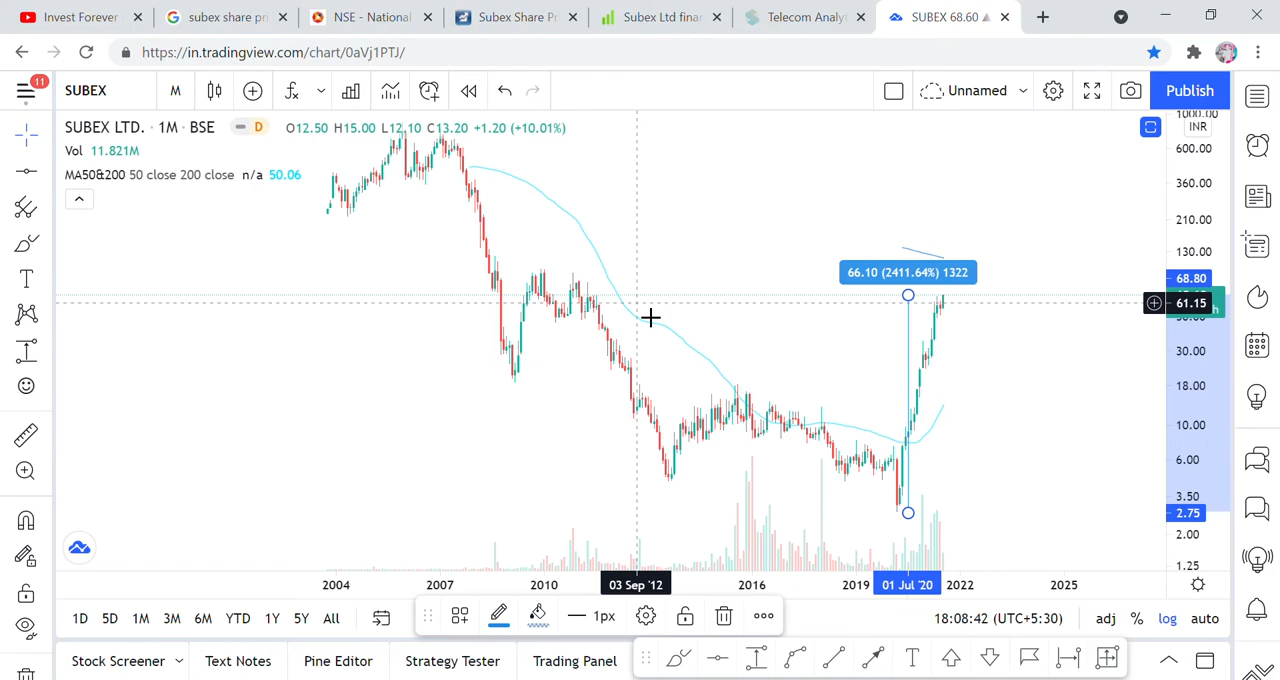 Invest Forever
subex share pri
NSE - National
Subex Share Pr
Subex Ltd finar
Telecom Analyt
SUBEX 68.60
https://in.tradingview.com/chart/0aVj1PTJ/
11
SUBEX
M
Unnamed
Publish
SUBEX LTD. · 1M · BSE
D
O12.50 H15.00 L12.10 C13.20 +1.20 (+10.01%)
Vol 11.821M
MA50&200 50 close 200 close n/a 50.06
INR
1000.00
600.00
360.00
210.00
130.00
68.80
61.15
30.00
18.00
10.00
6.00
3.50
2.75
2.00
1.25
66.10 (2411.64%) 1322
2004
2007
2010
03 Sep '12
2016
2019
01 Jul '20
2022
2025
1D 5D 1M 3M 6M YTD 1Y 5Y All
1px
18:08:42 (UTC+5:30)
adj % log auto
Stock Screener
Text Notes
Pine Editor
Strategy Tester
Trading Panel